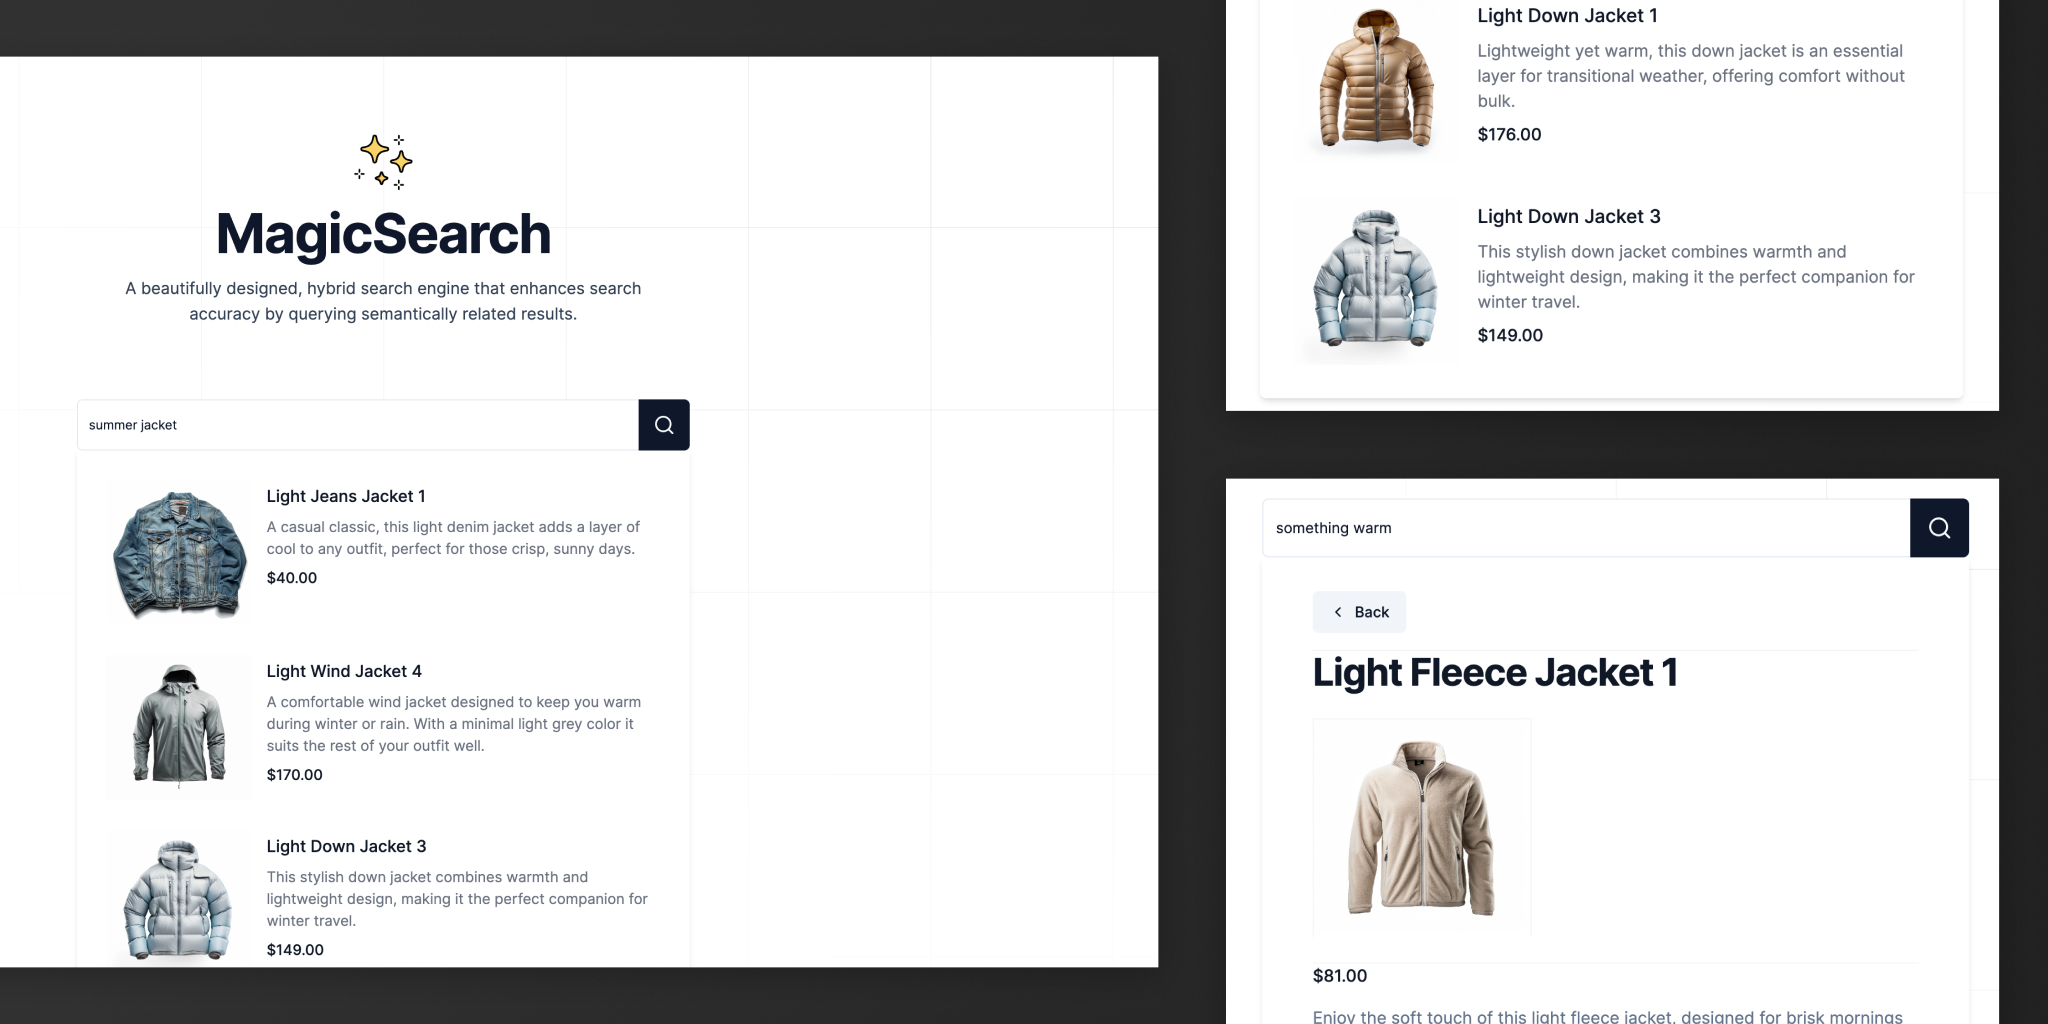 MagicSearch
A beautifully designed, hybrid search engine that enhances search
accuracy by querying semantically related results.
summer jacket
Light Jeans Jacket 1
A casual classic, this light denim jacket adds a layer of
cool to any outfit, perfect for those crisp, sunny days.
$40.00
Light Wind Jacket 4
A comfortable wind jacket designed to keep you warm
during winter or rain. With a minimal light grey color it
suits the rest of your outfit well.
$170.00
Light Down Jacket 3
This stylish down jacket combines warmth and
lightweight design, making it the perfect companion for
winter travel.
$149.00
Light Down Jacket 1
Lightweight yet warm, this down jacket is an essential
layer for transitional weather, offering comfort without
bulk.
$176.00
Light Down Jacket 3
This stylish down jacket combines warmth and
lightweight design, making it the perfect companion for
winter travel.
$149.00
something warm
Back
Light Fleece Jacket 1
$81.00
Enjoy the soft touch of this light fleece jacket, designed for brisk mornings